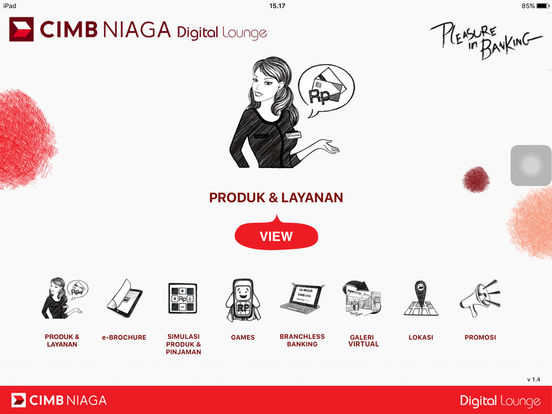 iPad 15.17 85%
CIMB NIAGA Digital Lounge
PLEASURE
in BANKING
Rp
PRODUK & LAYANAN
VIEW
PRODUK &
LAYANAN
e-BROCHURE
SIMULASI
PRODUK &
PINJAMAN
GAMES
BRANCHLESS
BANKING
GALERI
VIRTUAL
LOKASI
PROMOSI
v 1.4
CIMB NIAGA Digital Lounge